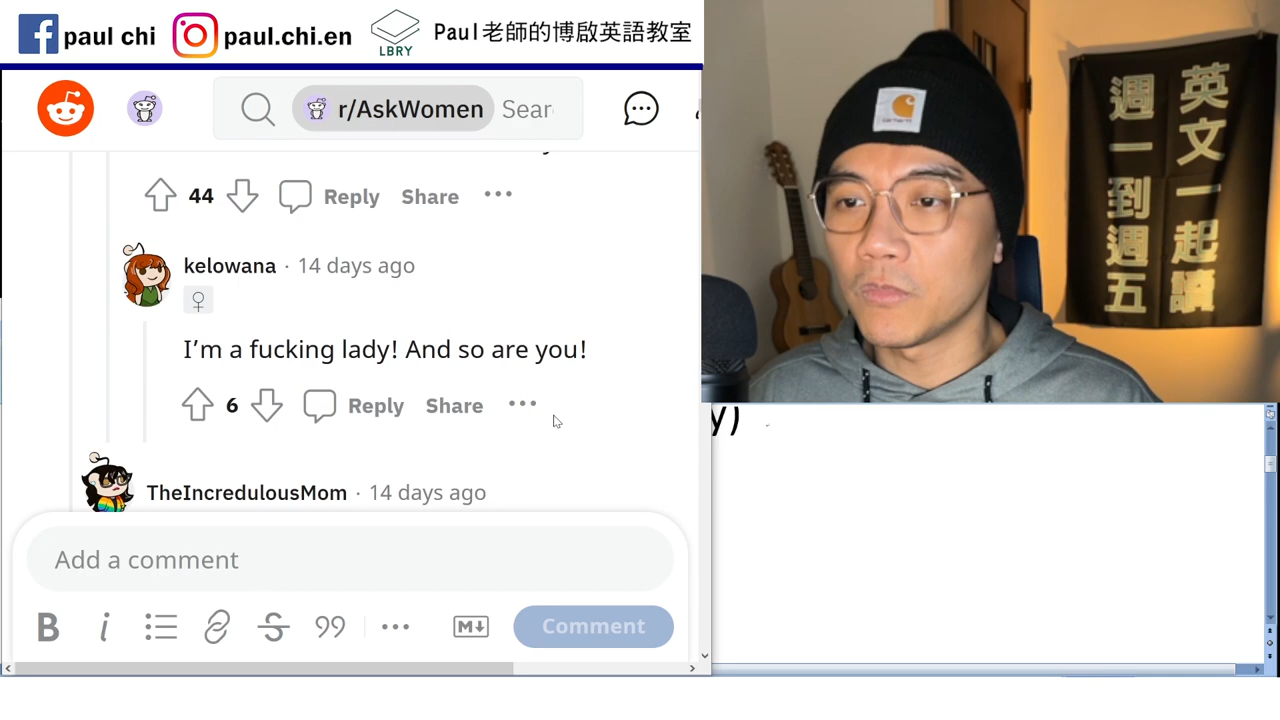 paul chi
paul.chi.en
LBRY
Paul老師的博啟英語教室
r/AskWomen
Sear
44
Reply
Share
kelowana · 14 days ago
♀
I’m a fucking lady! And so are you!
6
Reply
Share
TheIncredulousMom · 14 days ago
Add a comment
B
i
M
Comment
carhartt
英文一起讀
週一到週五
y)